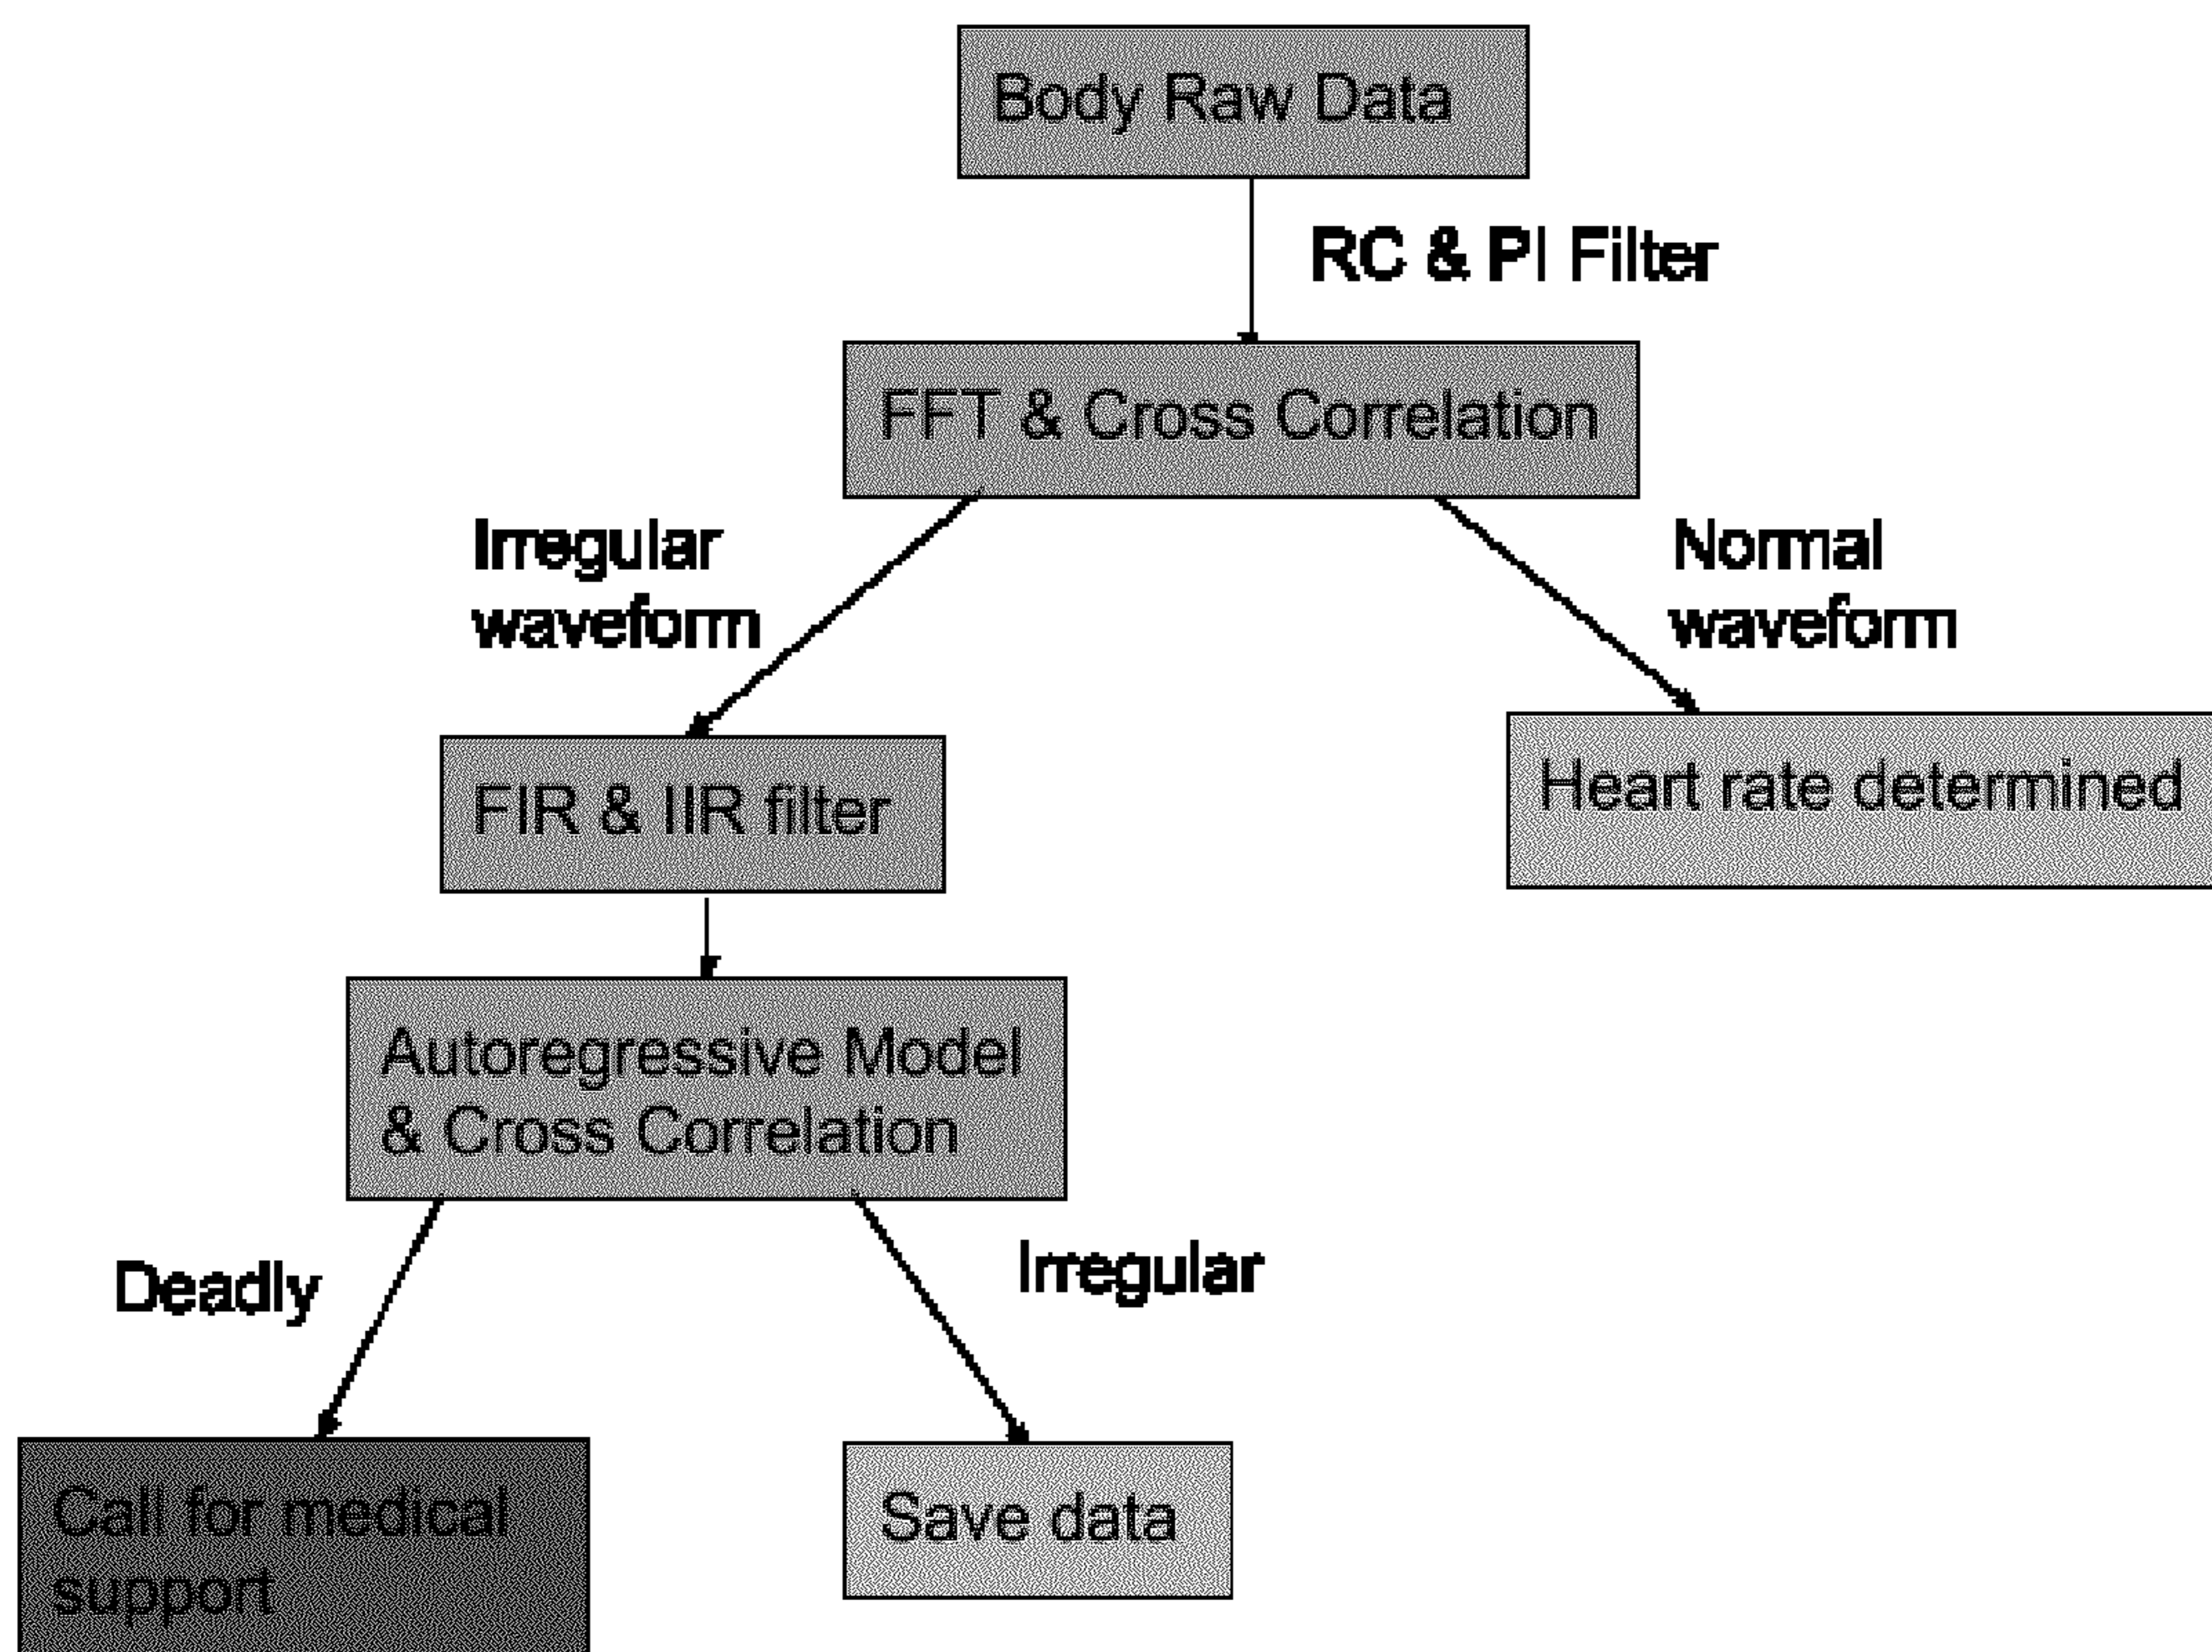 Body Raw Data
RC & PI Filter
FFT & Cross Correlation
Irregular
waveform
Normal
waveform
FIR & IIR filter
Heart rate determined
Autoregressive Model
& Cross Correlation
Deadly
Irregular
Call for medical
support
Save data